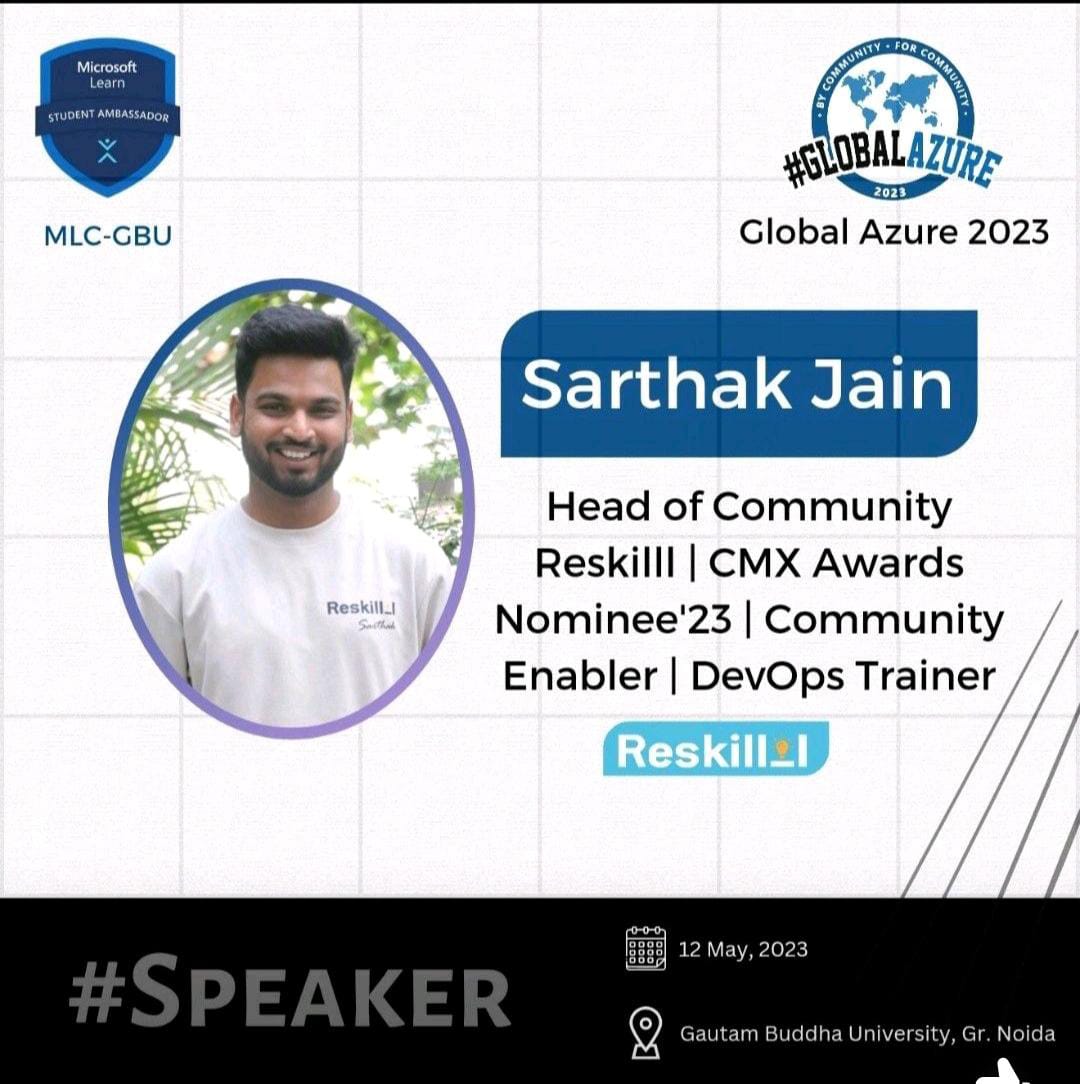 Microsoft
Learn
STUDENT AMBASSADOR
MLC-GBU
BY COMMUNITY • FOR COMMUNITY
#GLOBALAZURE
2023
Global Azure 2023
Sarthak Jain
Head of Community
Reskilll | CMX Awards
Nominee'23 | Community
Enabler | DevOps Trainer
Reskill_l
Sarthak
Reskill_l
#SPEAKER
12 May, 2023
Gautam Buddha University, Gr. Noida